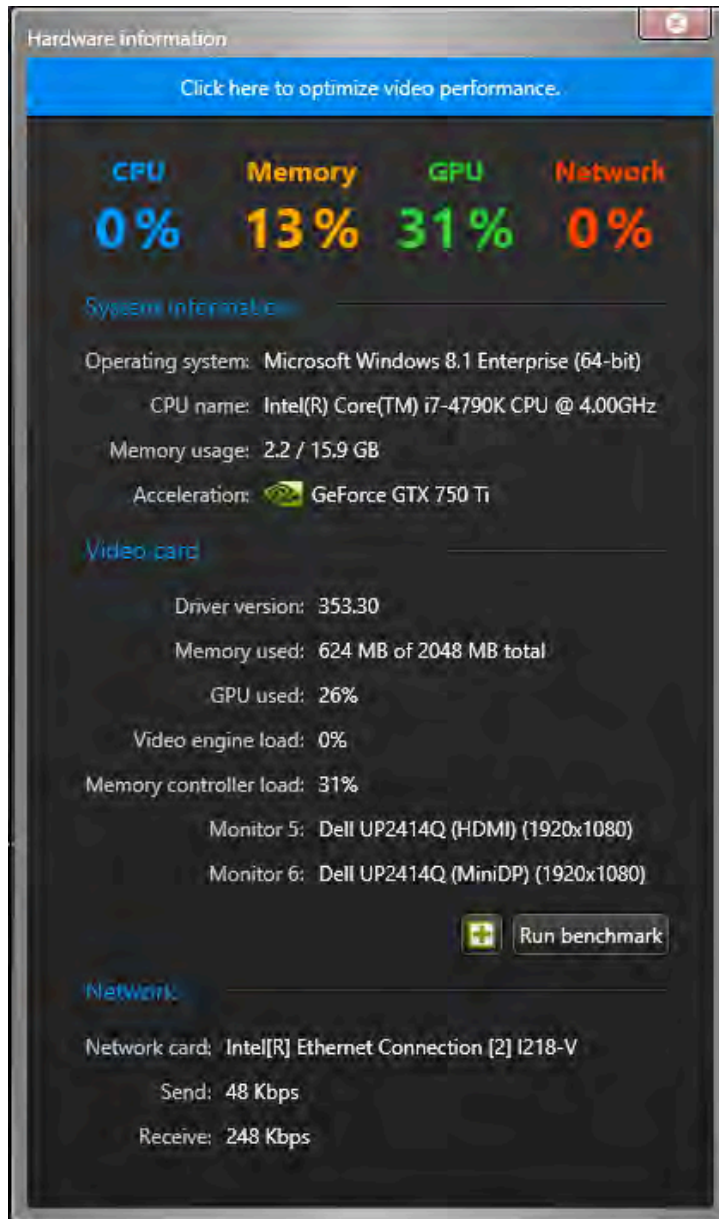 Hardware information
Click here to optimize video performance.
CPU Memory GPU Network
0% 13% 31% 0%
System information
Operating system: Microsoft Windows 8.1 Enterprise (64-bit)
CPU name: Intel(R) Core(TM) i7-4790K CPU @ 4.00GHz
Memory usage: 2.2 / 15.9 GB
Acceleration: GeForce GTX 750 Ti
Video card
Driver version: 353.30
Memory used: 624 MB of 2048 MB total
GPU used: 26%
Video engine load: 0%
Memory controller load: 31%
Monitor 5: Dell UP2414Q (HDMI) (1920x1080)
Monitor 6: Dell UP2414Q (MiniDP) (1920x1080)
Run benchmark
Network
Network card: Intel[R] Ethernet Connection [2] I218-V
Send: 48 Kbps
Receive: 248 Kbps